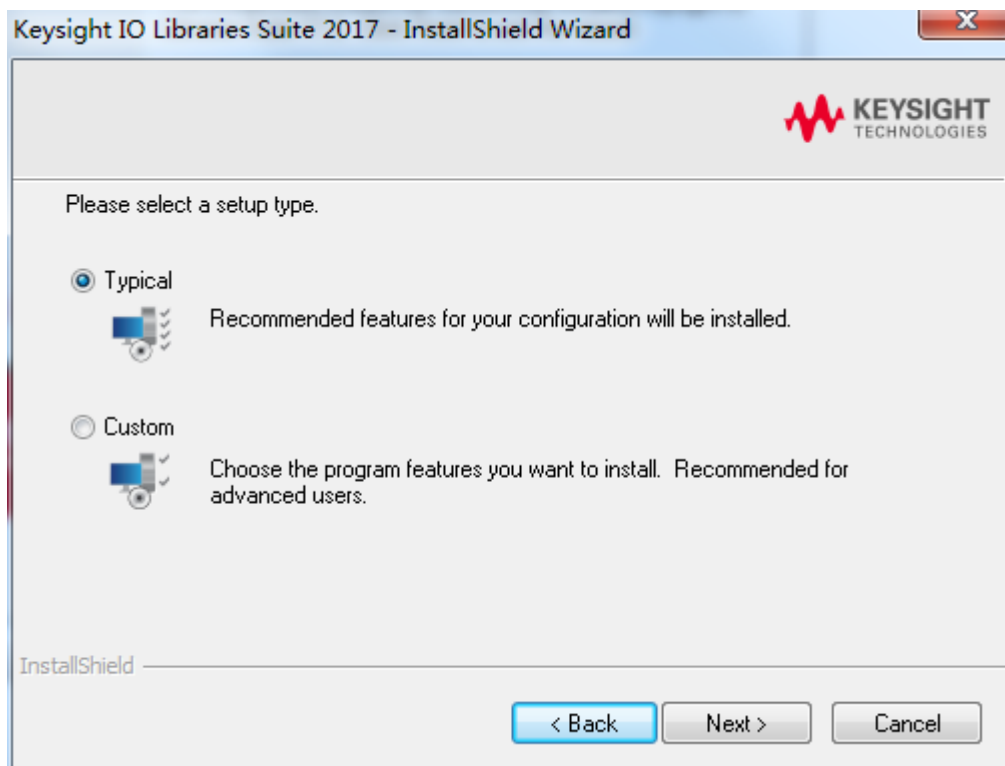 Keysight IO Libraries Suite 2017 - InstallShield Wizard
KEYSIGHT
TECHNOLOGIES
Please select a setup type.
Typical
Recommended features for your configuration will be installed.
Custom
Choose the program features you want to install. Recommended for
advanced users.
InstallShield
< Back
Next >
Cancel